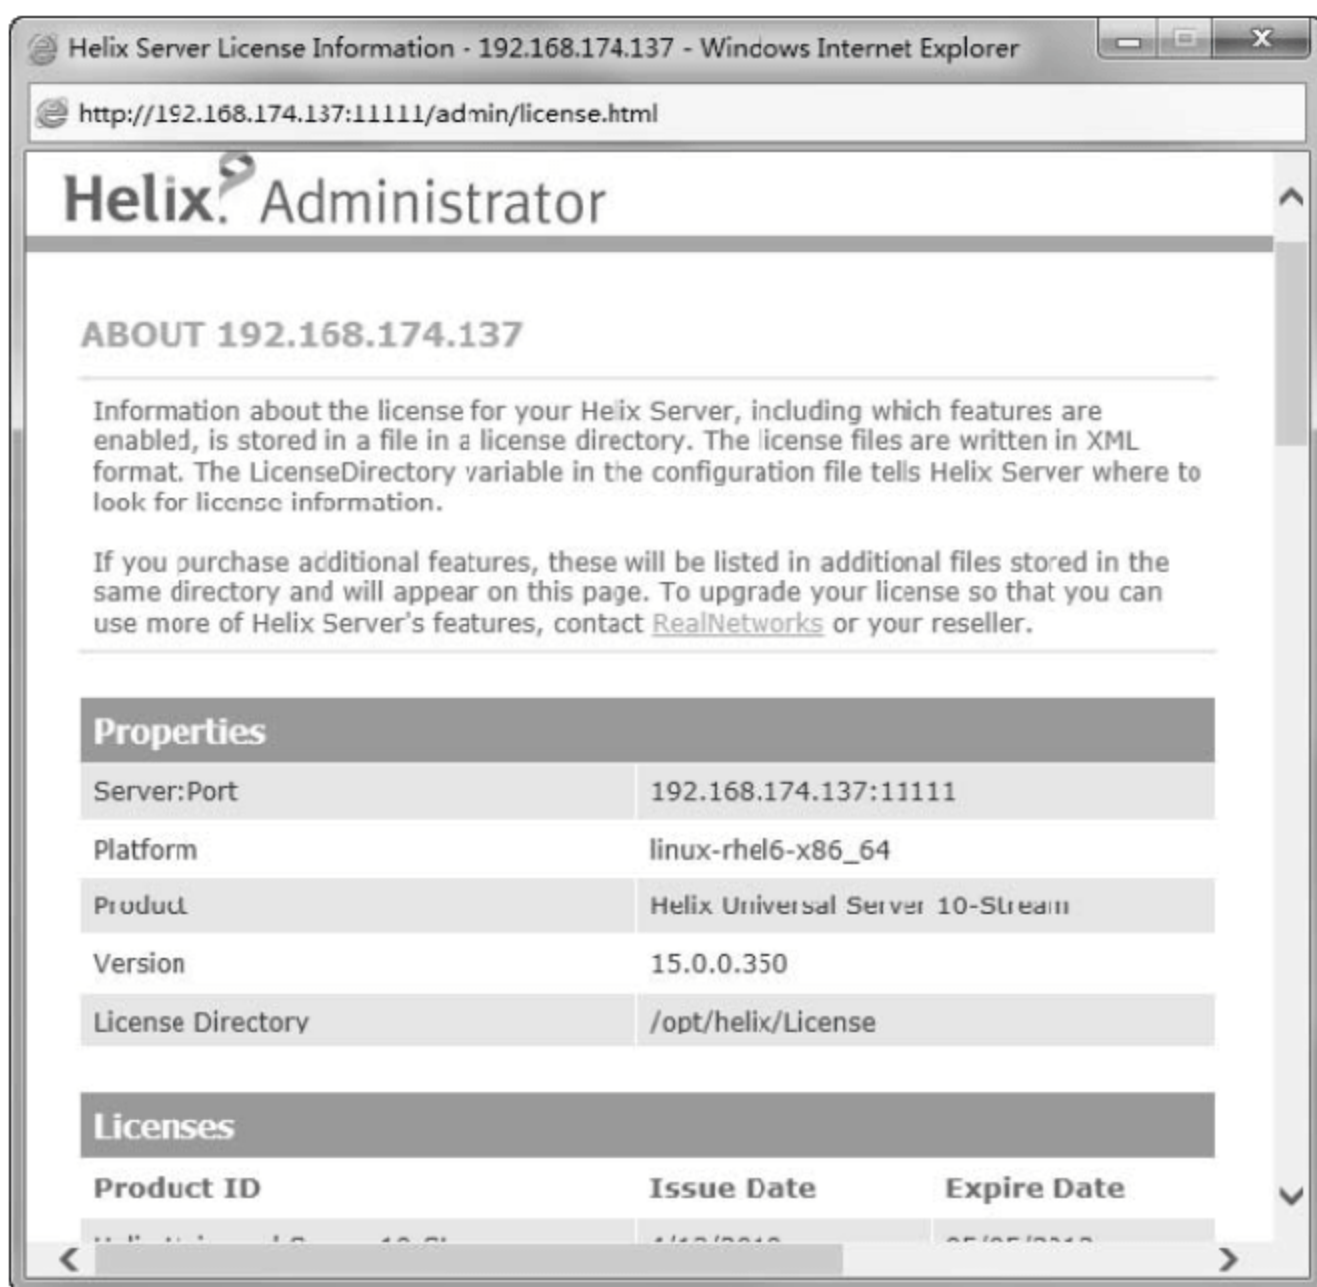 Helix Server License Information - 192.168.174.137 - Windows Internet Explorer
http://192.168.174.137:11111/admin/license.html
Helix Administrator
ABOUT 192.168.174.137
Information about the license for your Helix Server, including which features are
enabled, is stored in a file in a license directory. The license files are written in XML
format. The LicenseDirectory variable in the configuration file tells Helix Server where to
look for license information.
If you purchase additional features, these will be listed in additional files stored in the
same directory and will appear on this page. To upgrade your license so that you can
use more of Helix Server's features, contact RealNetworks or your reseller.
Properties
Server:Port 192.168.174.137:11111
Platform linux-rhel6-x86_64
Product Helix Universal Server 10-Stream
Version 15.0.0.350
License Directory /opt/helix/License
Licenses
Product ID Issue Date Expire Date